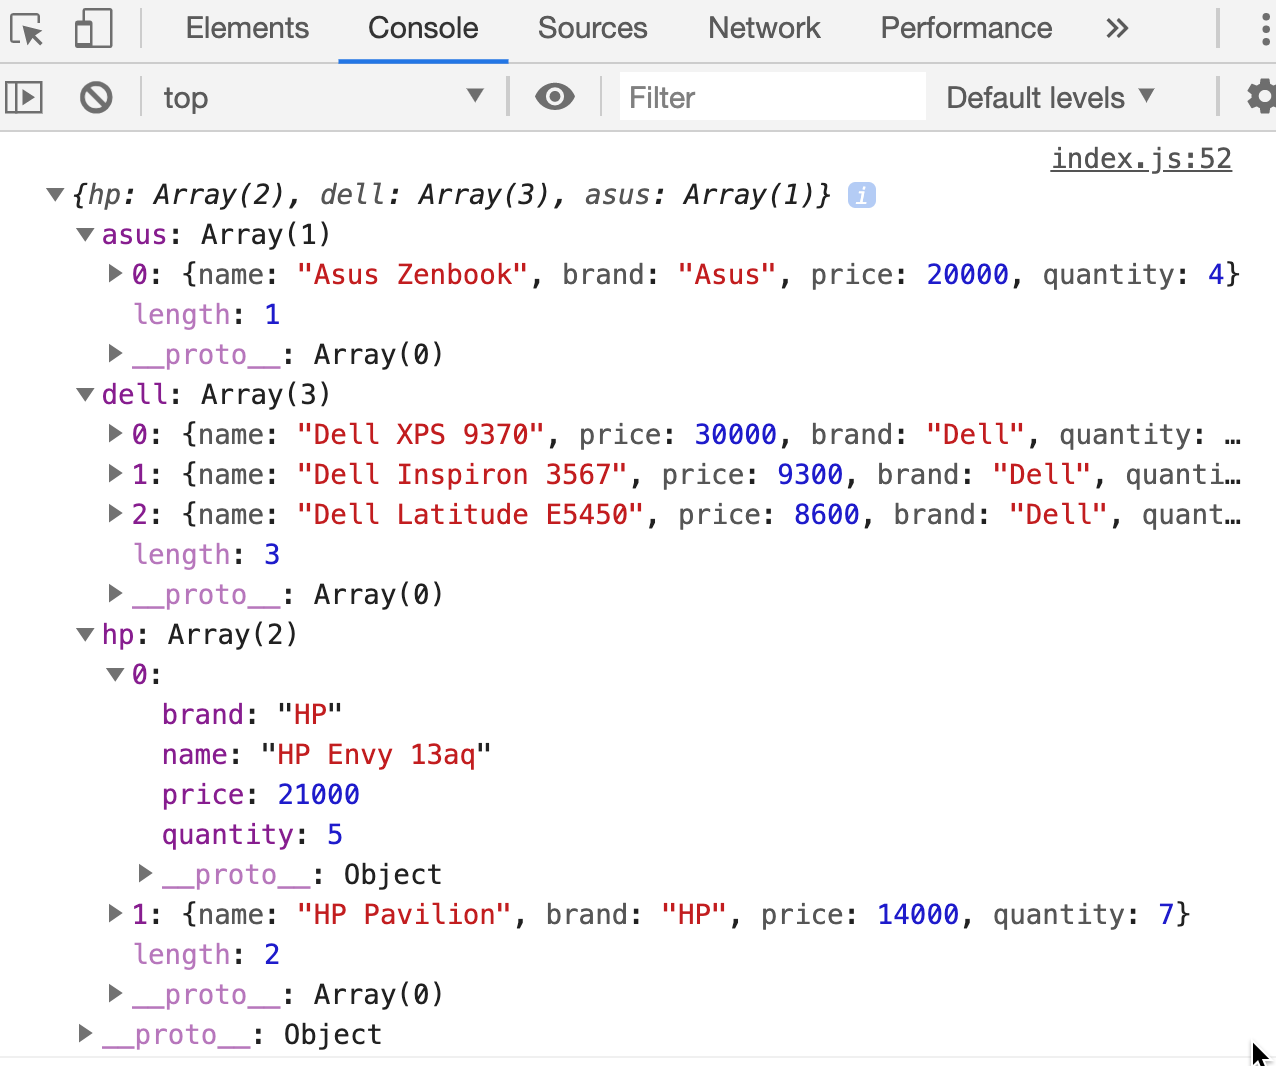 Elements Console Sources Network Performance »
top Filter Default levels
index.js:52
{hp: Array(2), dell: Array(3), asus: Array(1)} i
asus: Array(1)
0: {name: "Asus Zenbook", brand: "Asus", price: 20000, quantity: 4}
length: 1
__proto__: Array(0)
dell: Array(3)
0: {name: "Dell XPS 9370", price: 30000, brand: "Dell", quantity: …
1: {name: "Dell Inspiron 3567", price: 9300, brand: "Dell", quanti…
2: {name: "Dell Latitude E5450", price: 8600, brand: "Dell", quant…
length: 3
__proto__: Array(0)
hp: Array(2)
0:
brand: "HP"
name: "HP Envy 13aq"
price: 21000
quantity: 5
__proto__: Object
1: {name: "HP Pavilion", brand: "HP", price: 14000, quantity: 7}
length: 2
__proto__: Array(0)
__proto__: Object